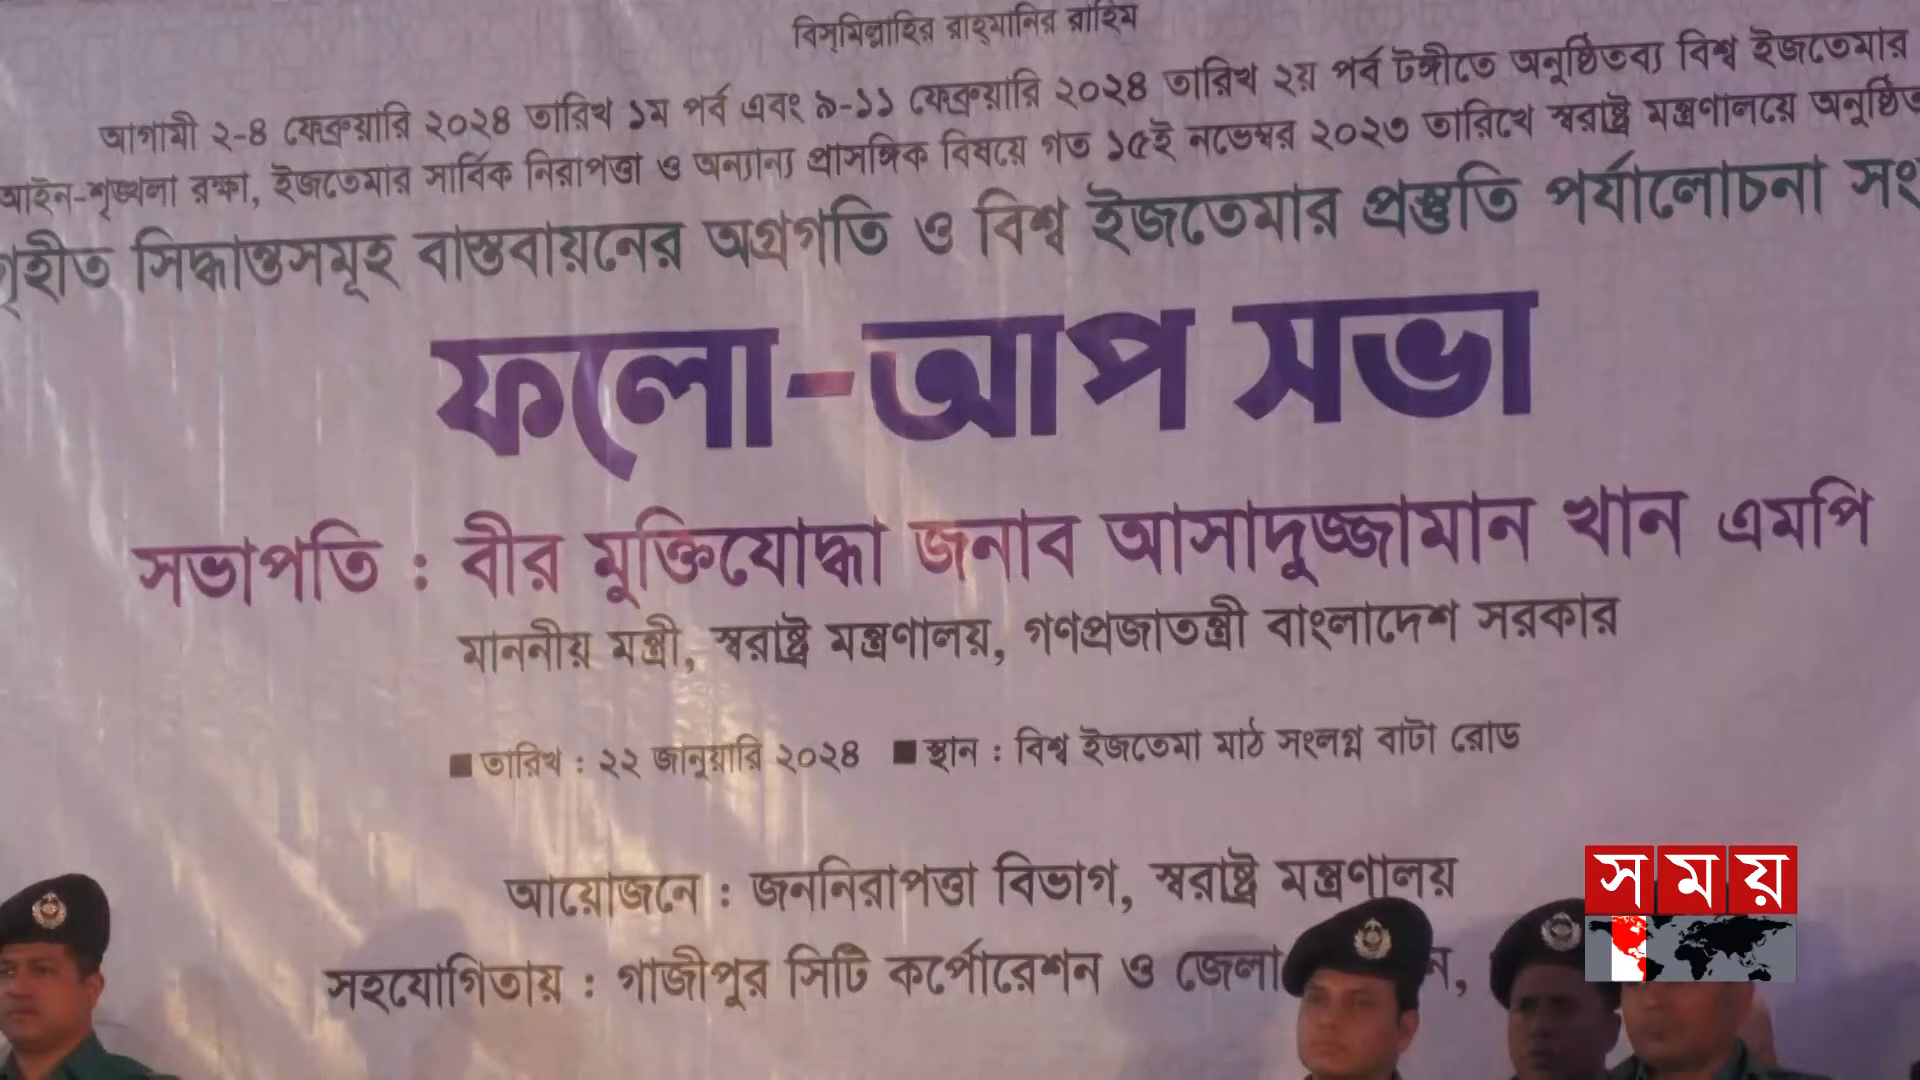 বিস্‌মিল্লাহির রাহ্‌মানির রাহিম
আগামী ২-৪ ফেব্রুয়ারি ২০২৪ তারিখ ১ম পর্ব এবং ৯-১১ ফেব্রুয়ারি ২০২৪ তারিখ ২য় পর্ব টঙ্গীতে অনুষ্ঠিতব্য বিশ্ব ইজতেমার
আইন-শৃঙ্খলা রক্ষা, ইজতেমার সার্বিক নিরাপত্তা ও অন্যান্য প্রাসঙ্গিক বিষয়ে গত ১৫ই নভেম্বর ২০২৩ তারিখে স্বরাষ্ট্র মন্ত্রণালয়ে অনুষ্ঠিত
গৃহীত সিদ্ধান্তসমূহ বাস্তবায়নের অগ্রগতি ও বিশ্ব ইজতেমার প্রস্তুতি পর্যালোচনা সং
ফলো-আপ সভা
সভাপতি : বীর মুক্তিযোদ্ধা জনাব আসাদুজ্জামান খান এমপি
মাননীয় মন্ত্রী, স্বরাষ্ট্র মন্ত্রণালয়, গণপ্রজাতন্ত্রী বাংলাদেশ সরকার
■ তারিখ : ২২ জানুয়ারি ২০২৪ ■ স্থান : বিশ্ব ইজতেমা মাঠ সংলগ্ন বাটা রোড
আয়োজনে : জননিরাপত্তা বিভাগ, স্বরাষ্ট্র মন্ত্রণালয়
সহযোগিতায় : গাজীপুর সিটি কর্পোরেশন ও জেলা
সময়